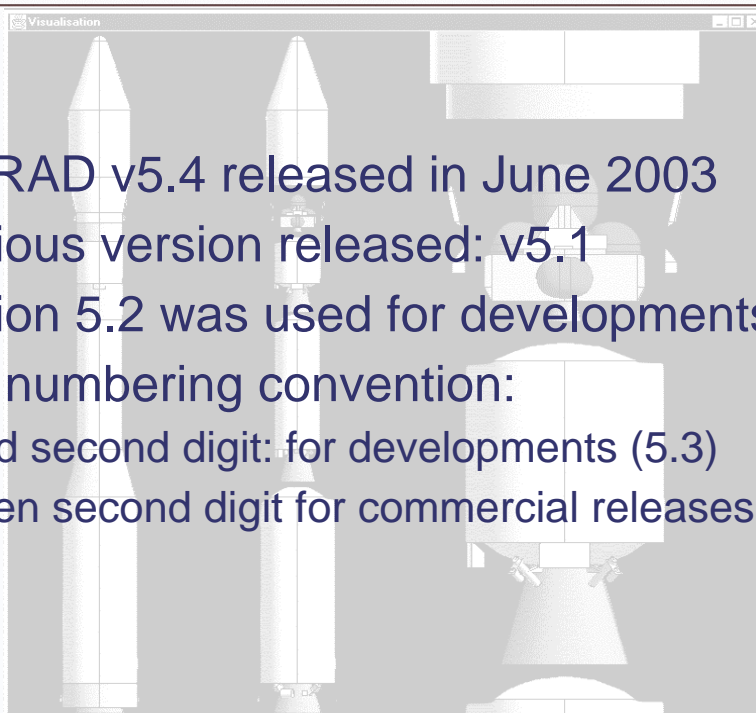 Visualisation
RAD v5.4 released in June 2003
ious version released: v5.1
ion 5.2 was used for developments
numbering convention:
d second digit: for developments (5.3)
en second digit for commercial releases